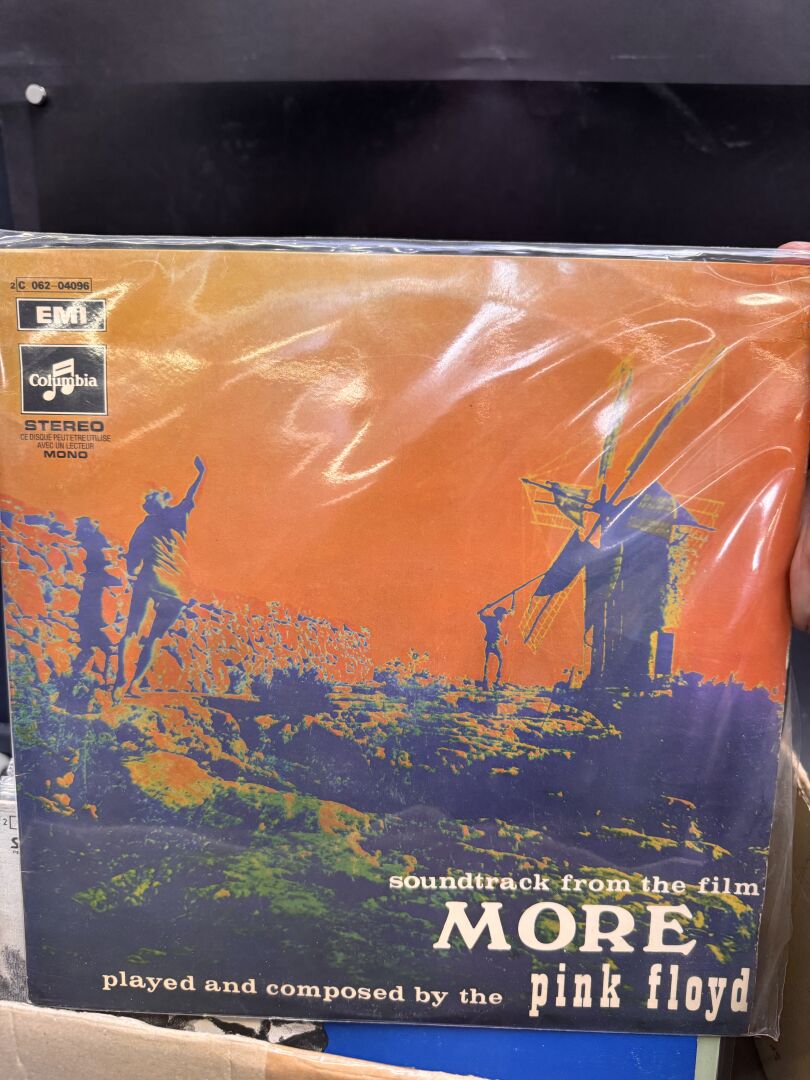 2C 062-04096
EMI
Columbia
STEREO
CE DISQUE PEUT ETRE UTILISE
AVEC UN LECTEUR
MONO
soundtrack from the film
MORE
played and composed by the pink floyd
2
S